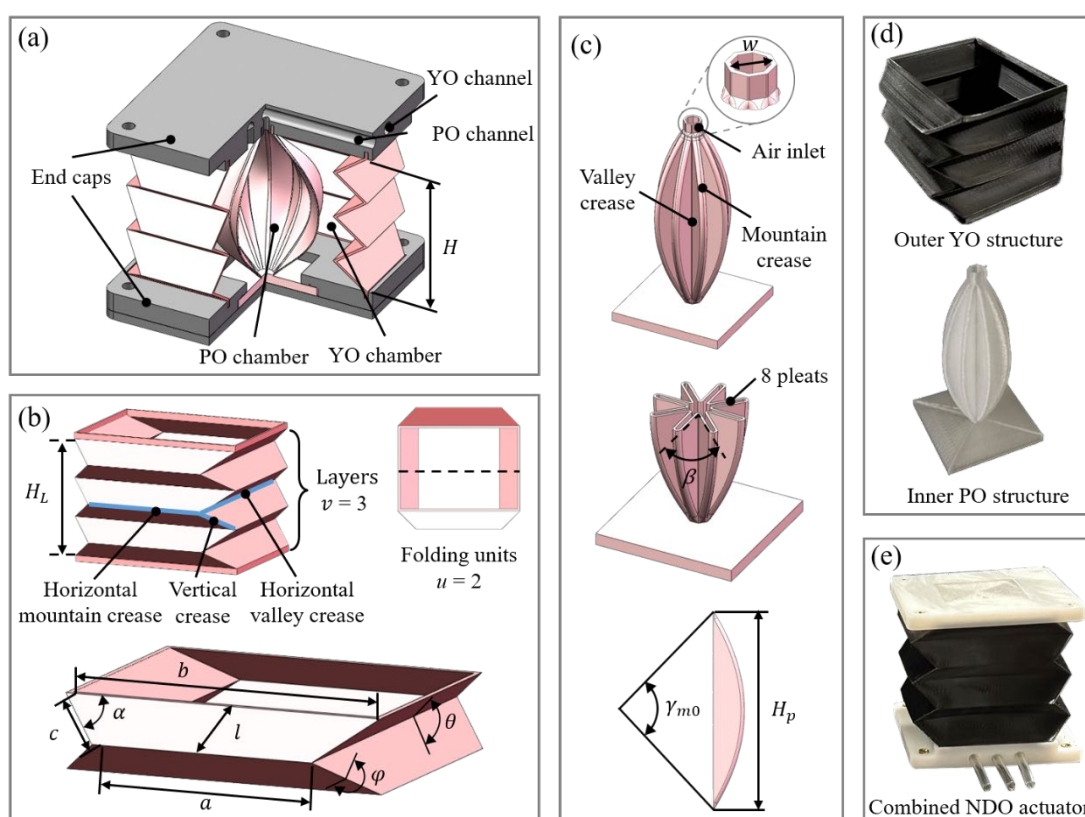 (a)
YO channel
PO channel
End caps
H
PO chamber
YO chamber
(b)
H_L
Layers
v = 3
Horizontal
mountain crease
Vertical
crease
Horizontal
valley crease
Folding units
u = 2
b
α
c
l
θ
φ
a
(c)
w
Air inlet
Valley
crease
Mountain
crease
8 pleats
β
γ_{m0}
H_p
(d)
Outer YO structure
Inner PO structure
(e)
Combined NDO actuator